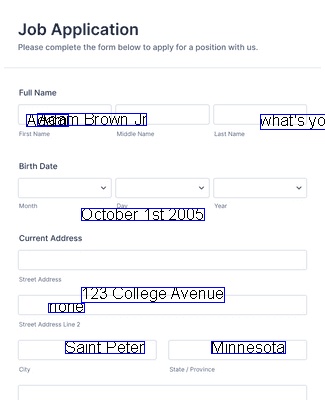 Job Application
Please complete the form below to apply for a position with us.
Full Name
Adam Brown Jr
what's yo
First Name
Middle Name
Last Name
Birth Date
Month
Day
Year
October 1st 2005
Current Address
Street Address
123 College Avenue
none
Street Address Line 2
Saint Peter
Minnesota
City
State / Province